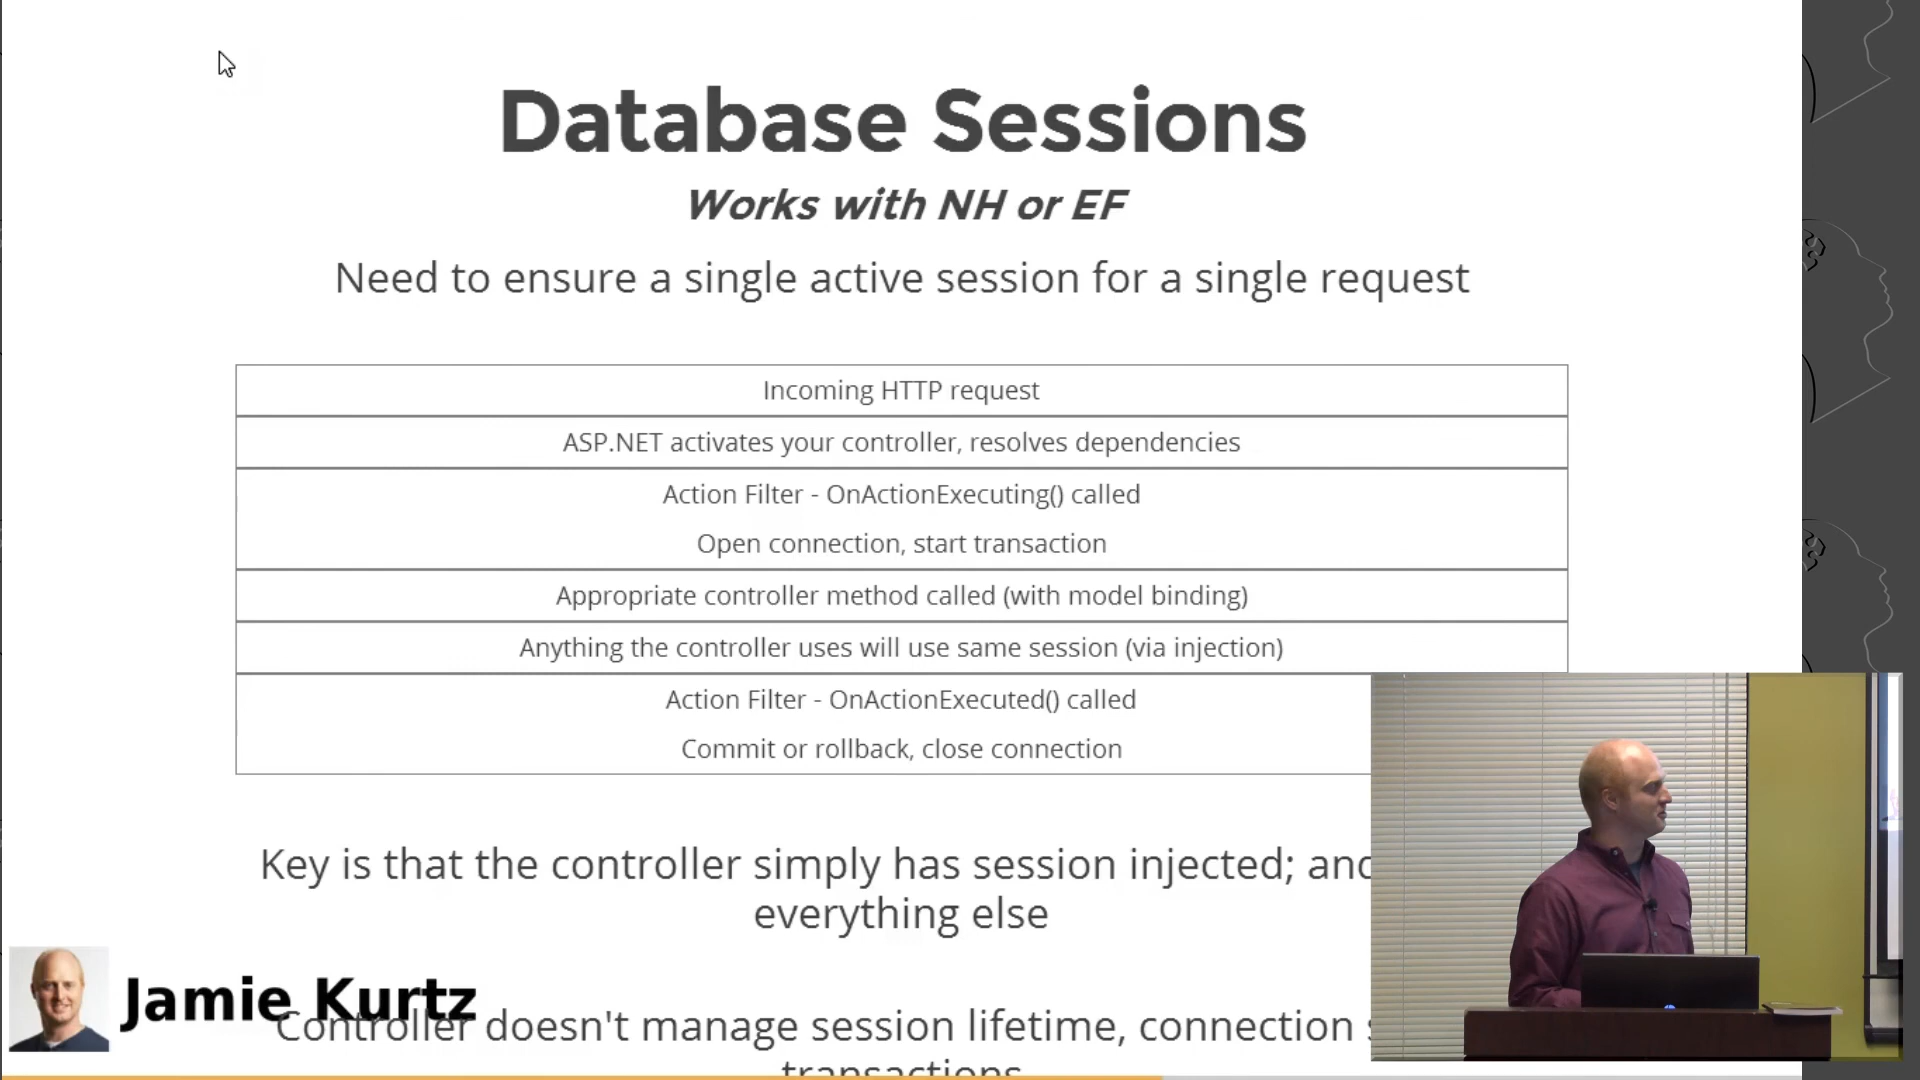 Database Sessions
Works with NH or EF
Need to ensure a single active session for a single request
Incoming HTTP request
ASP.NET activates your controller, resolves dependencies
Action Filter - OnActionExecuting() called
Open connection, start transaction
Appropriate controller method called (with model binding)
Anything the controller uses will use same session (via injection)
Action Filter - OnActionExecuted() called
Commit or rollback, close connection
Key is that the controller simply has session injected; and
everything else
Jamie Kurtz
Controller doesn't manage session lifetime, connection
transactions